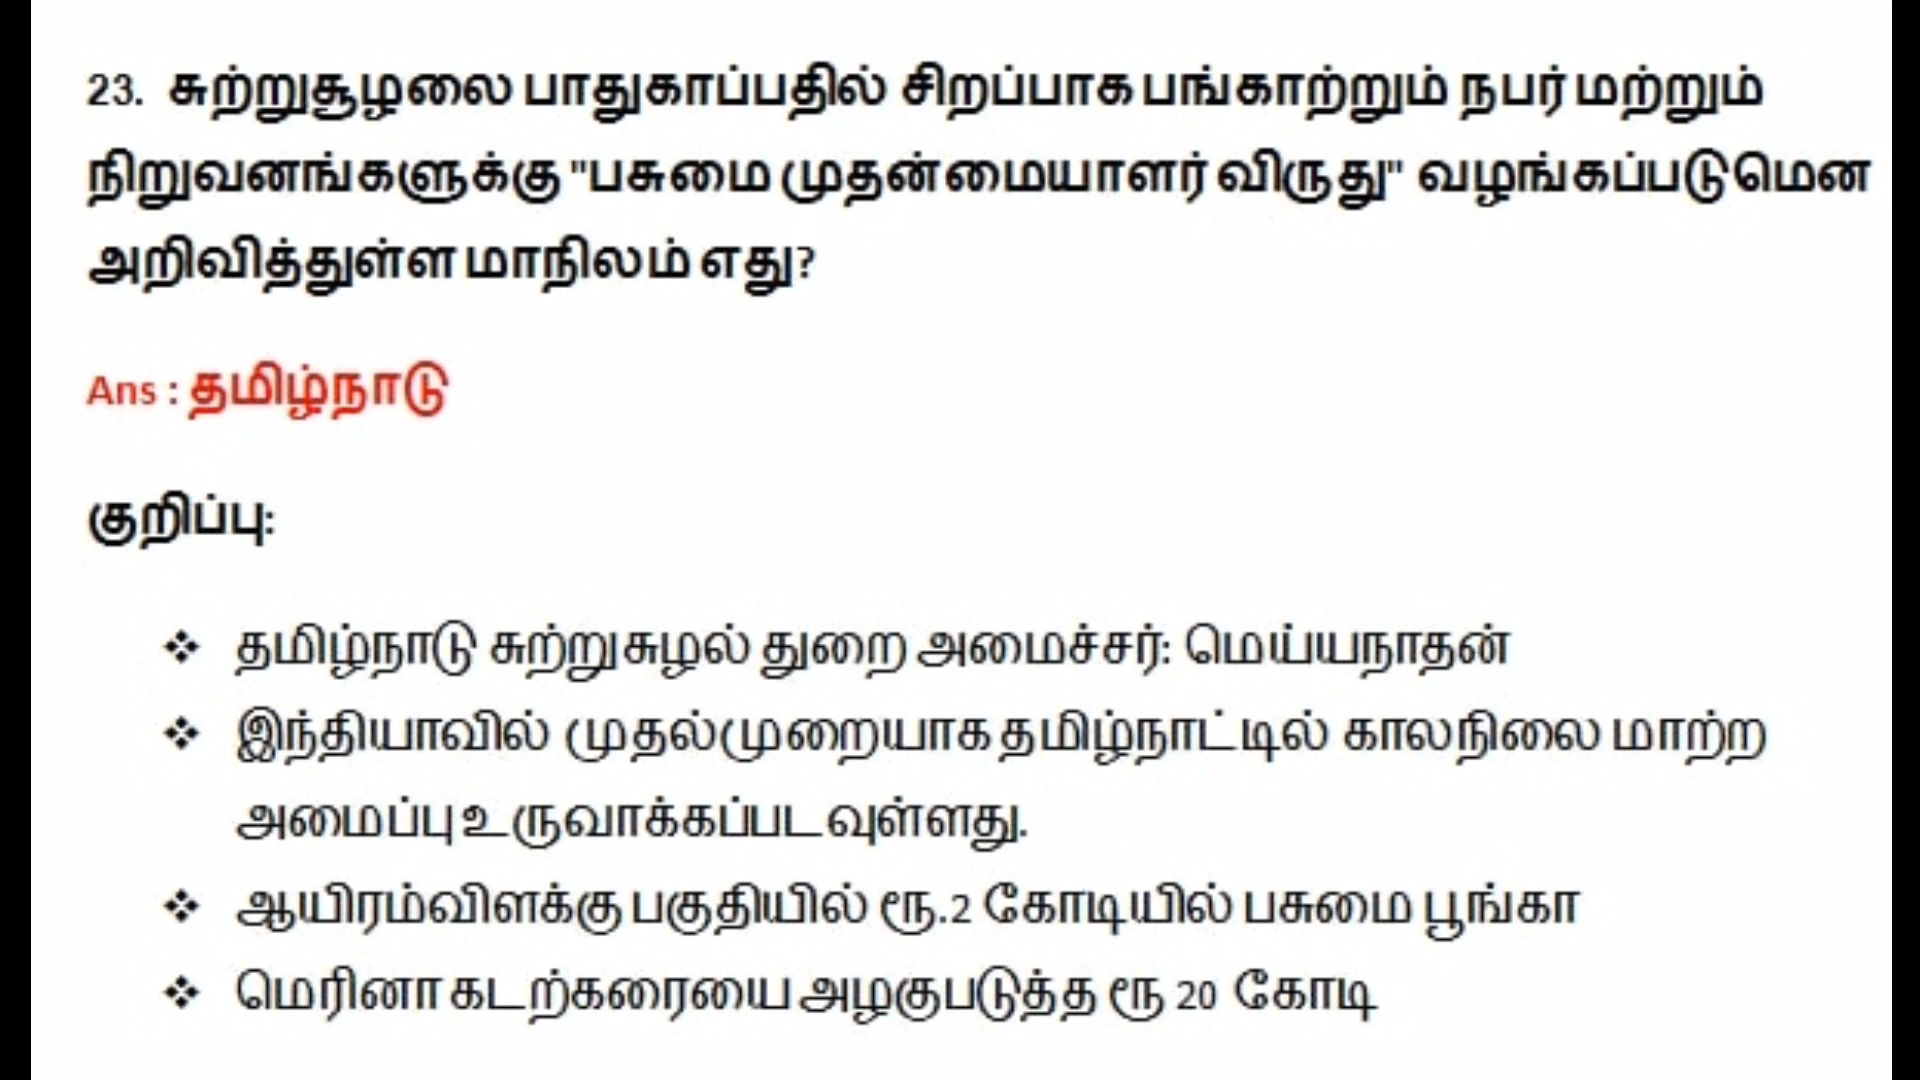 23. சுற்றுசூழலை பாதுகாப்பதில் சிறப்பாக பங்காற்றும் நபர் மற்றும்
நிறுவனங்களுக்கு "பசுமை முதன்மையாளர் விருது" வழங்கப்படுமென
அறிவித்துள்ள மாநிலம் எது?
Ans : தமிழ்நாடு
குறிப்பு:
❖ தமிழ்நாடு சுற்றுசுழல் துறை அமைச்சர்: மெய்யநாதன்
❖ இந்தியாவில் முதல்முறையாக தமிழ்நாட்டில் காலநிலை மாற்ற
அமைப்பு உருவாக்கப்படவுள்ளது.
❖ ஆயிரம்விளக்கு பகுதியில் ரூ.2 கோடியில் பசுமை பூங்கா
❖ மெரினா கடற்கரையை அழகுபடுத்த ரூ 20 கோடி